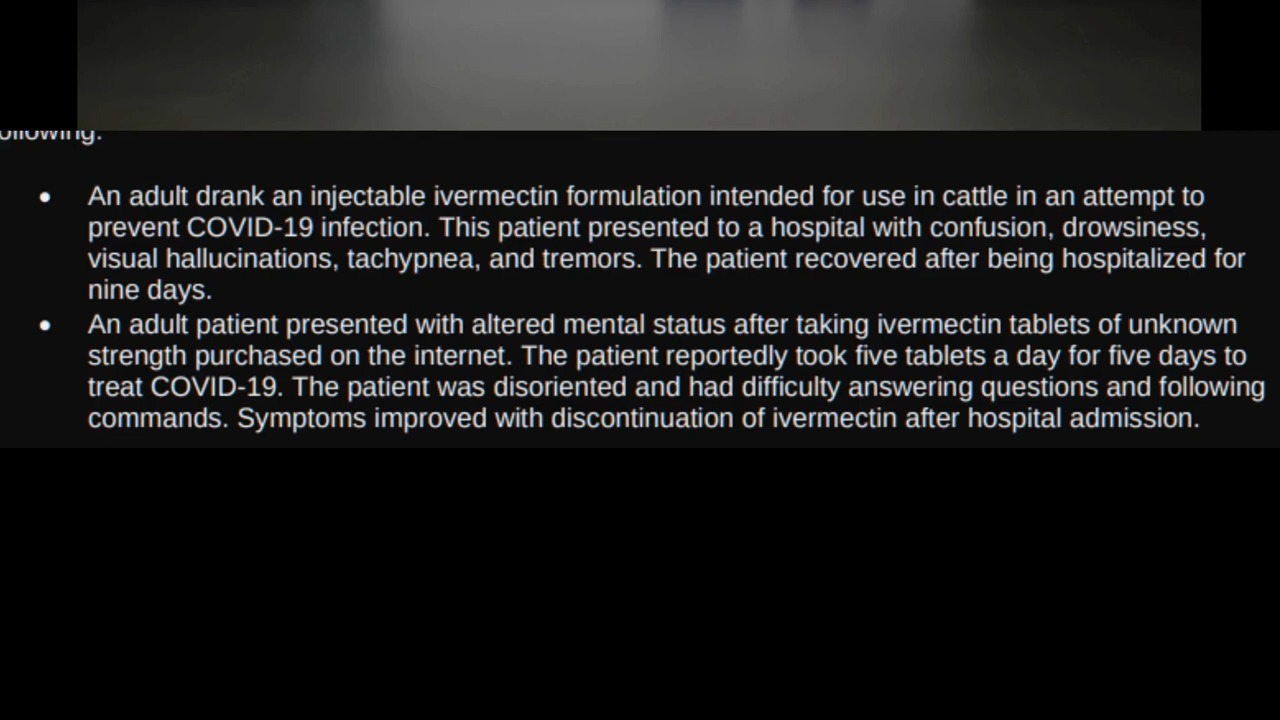 following:
• An adult drank an injectable ivermectin formulation intended for use in cattle in an attempt to
prevent COVID-19 infection. This patient presented to a hospital with confusion, drowsiness,
visual hallucinations, tachypnea, and tremors. The patient recovered after being hospitalized for
nine days.
• An adult patient presented with altered mental status after taking ivermectin tablets of unknown
strength purchased on the internet. The patient reportedly took five tablets a day for five days to
treat COVID-19. The patient was disoriented and had difficulty answering questions and following
commands. Symptoms improved with discontinuation of ivermectin after hospital admission.